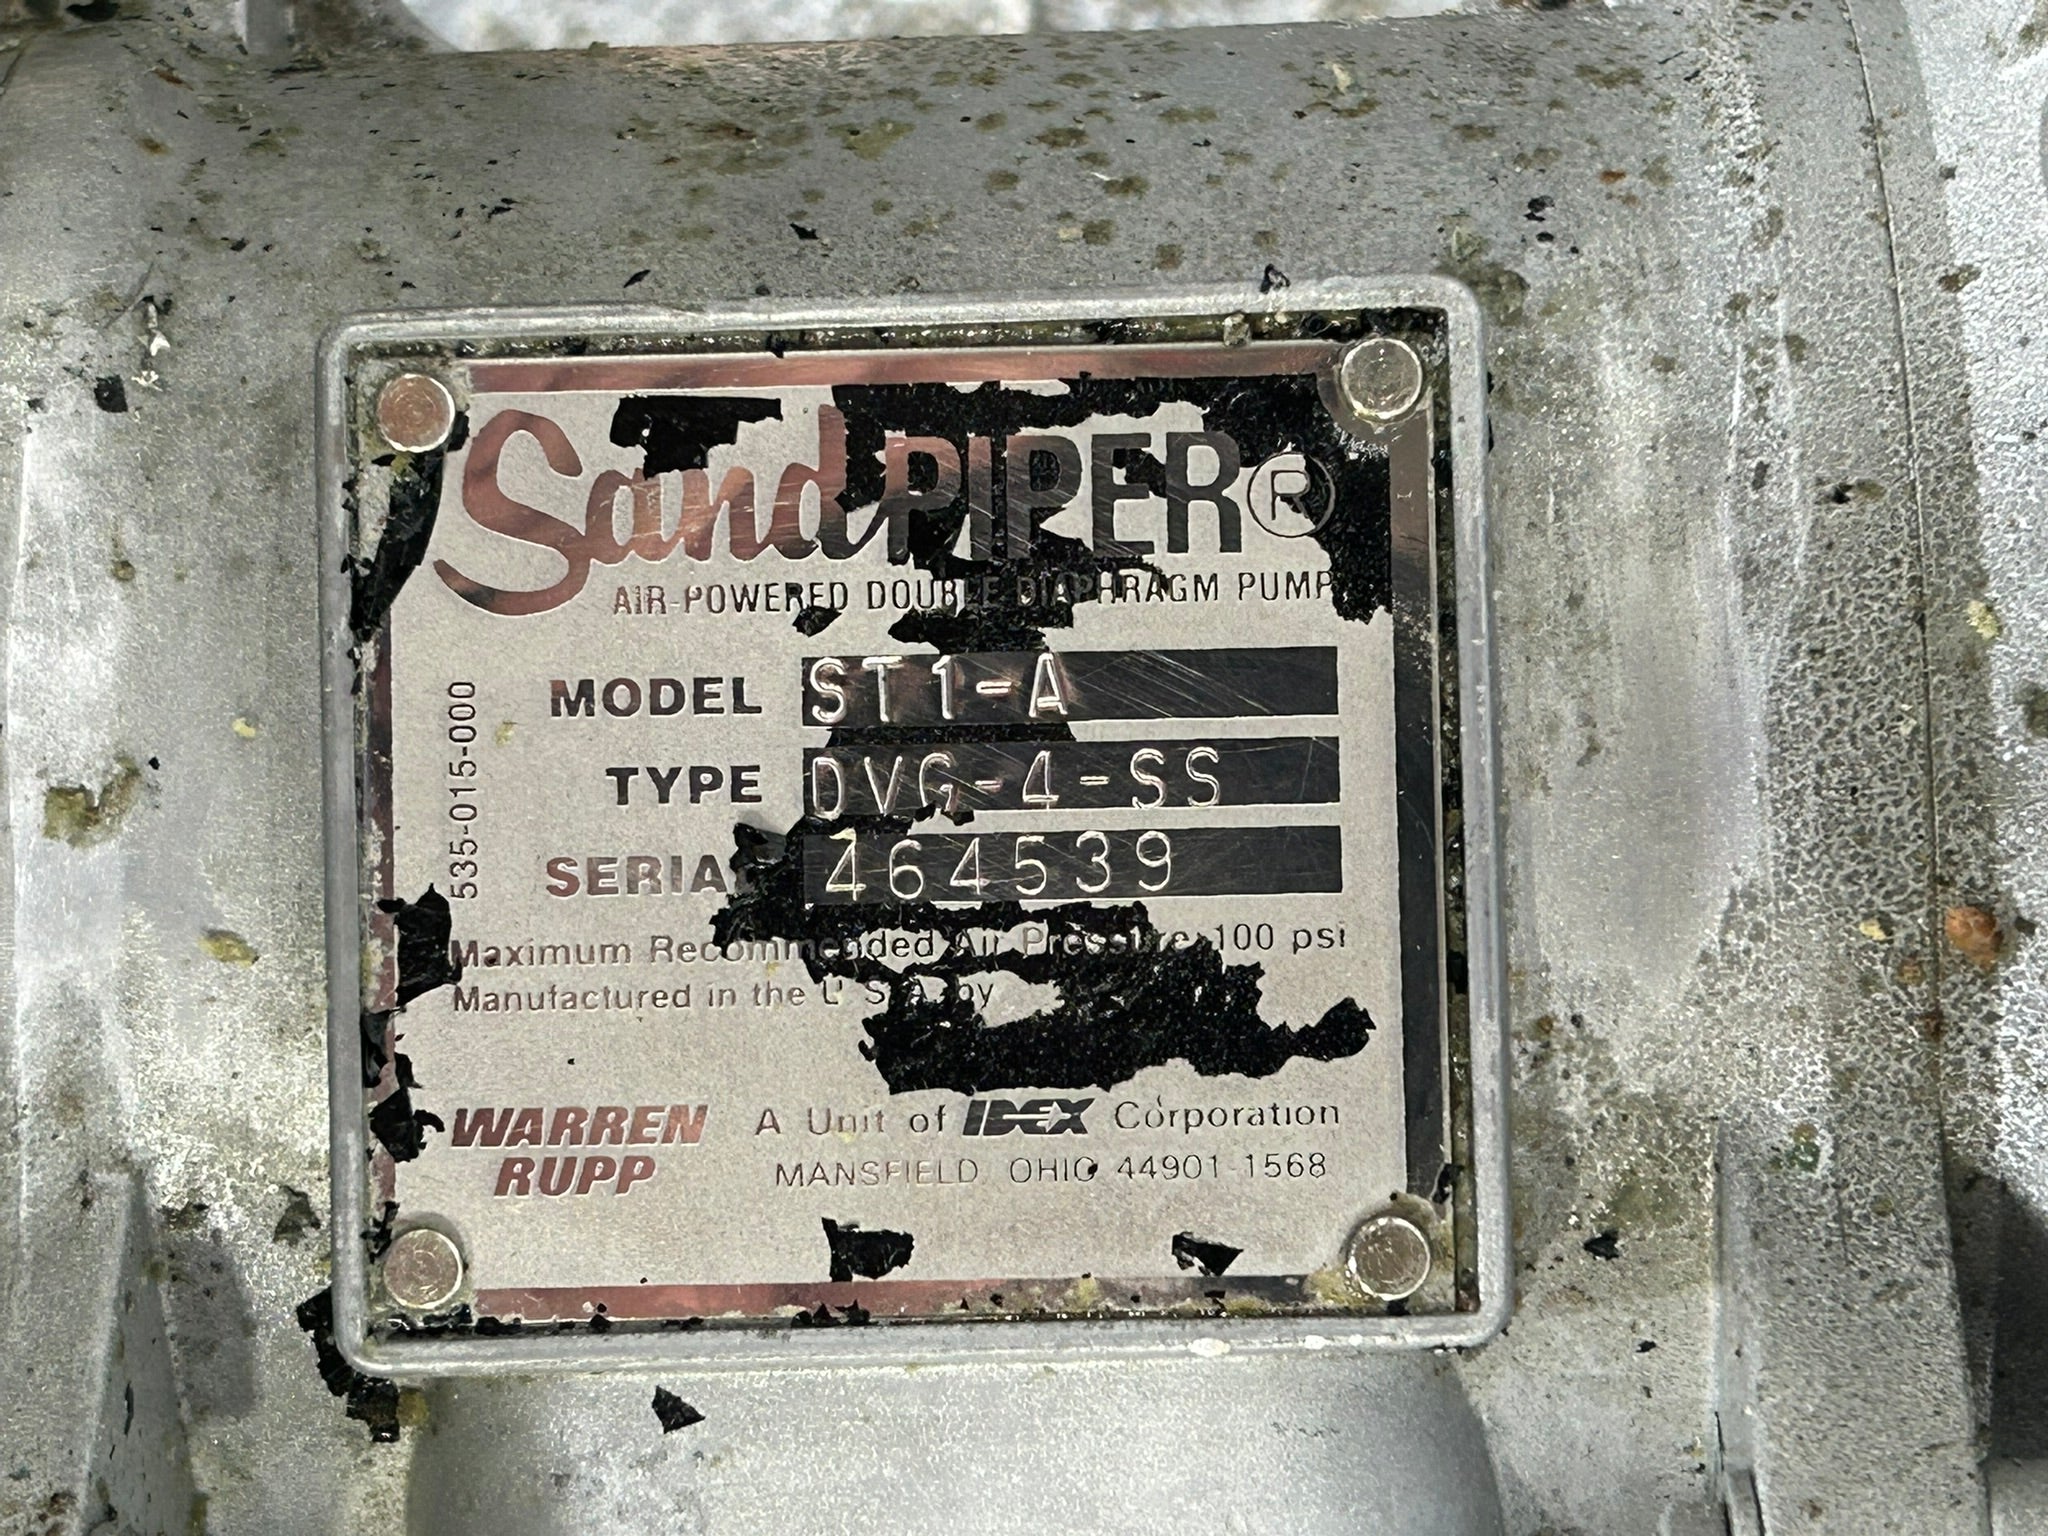 SandPIPER®
AIR-POWERED DOUBLE DIAPHRAGM PUMP
MODEL ST1-A
TYPE DVG-4-SS
SERIA 464539
535-015-000
Maximum Recommended Air Pressure 100 psi
Manufactured in the U.S.A. by
WARREN RUPP
A Unit of IDEX Corporation
MANSFIELD, OHIO 44901-1568